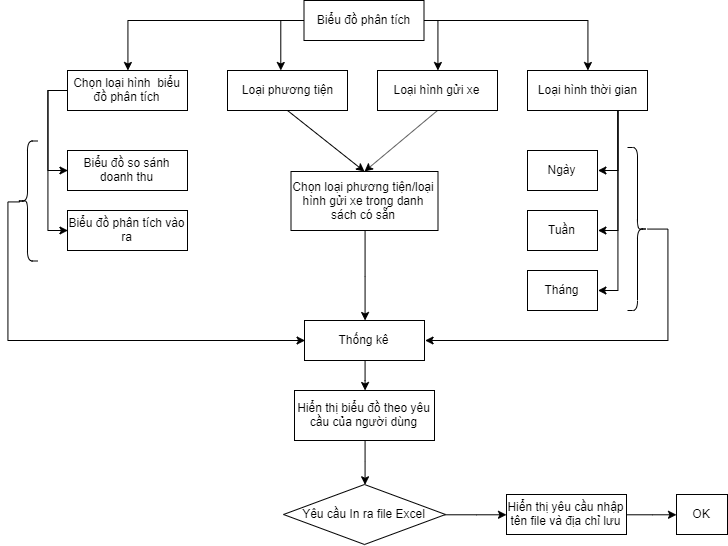 Biểu đồ phân tích
Chọn loại hình biểu
đồ phân tích
Loại phương tiện
Loại hình gửi xe
Loại hình thời gian
Biểu đồ so sánh
doanh thu
Biểu đồ phân tích vào
ra
Chọn loại phương tiện/loại
hình gửi xe trong danh
sách có sẵn
Ngày
Tuần
Tháng
Thống kê
Hiển thị biểu đồ theo yêu
cầu của người dùng
Yêu cầu In ra file Excel
Hiển thị yêu cầu nhập
tên file và địa chỉ lưu
OK